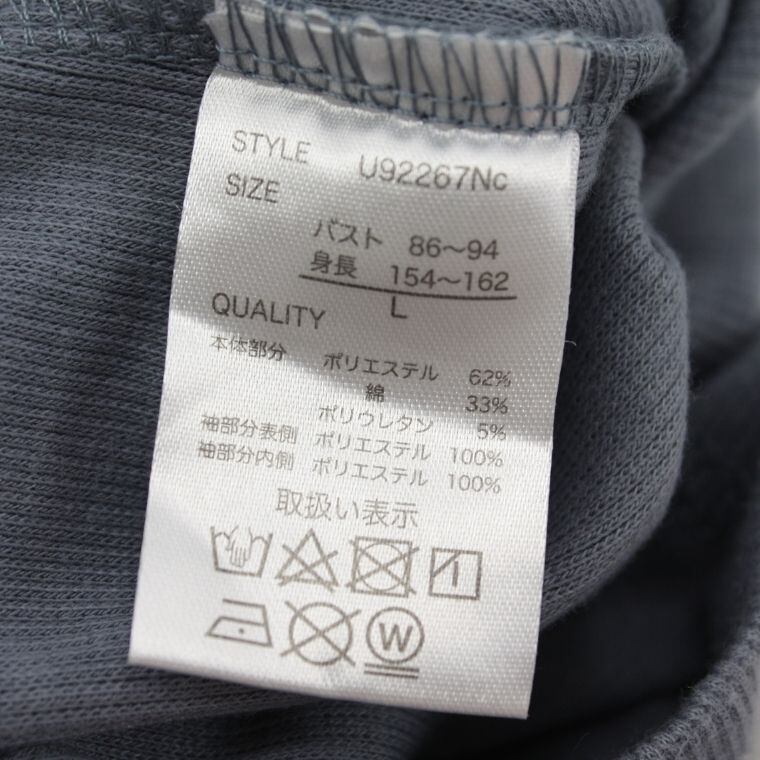 STYLE U92267Nc
SIZE
バスト 86〜94
身長 154〜162
L
QUALITY
本体部分 ポリエステル 62%
綿 33%
ポリウレタン 5%
袖部分表側 ポリエステル 100%
袖部分内側 ポリエステル 100%
取扱い表示
W